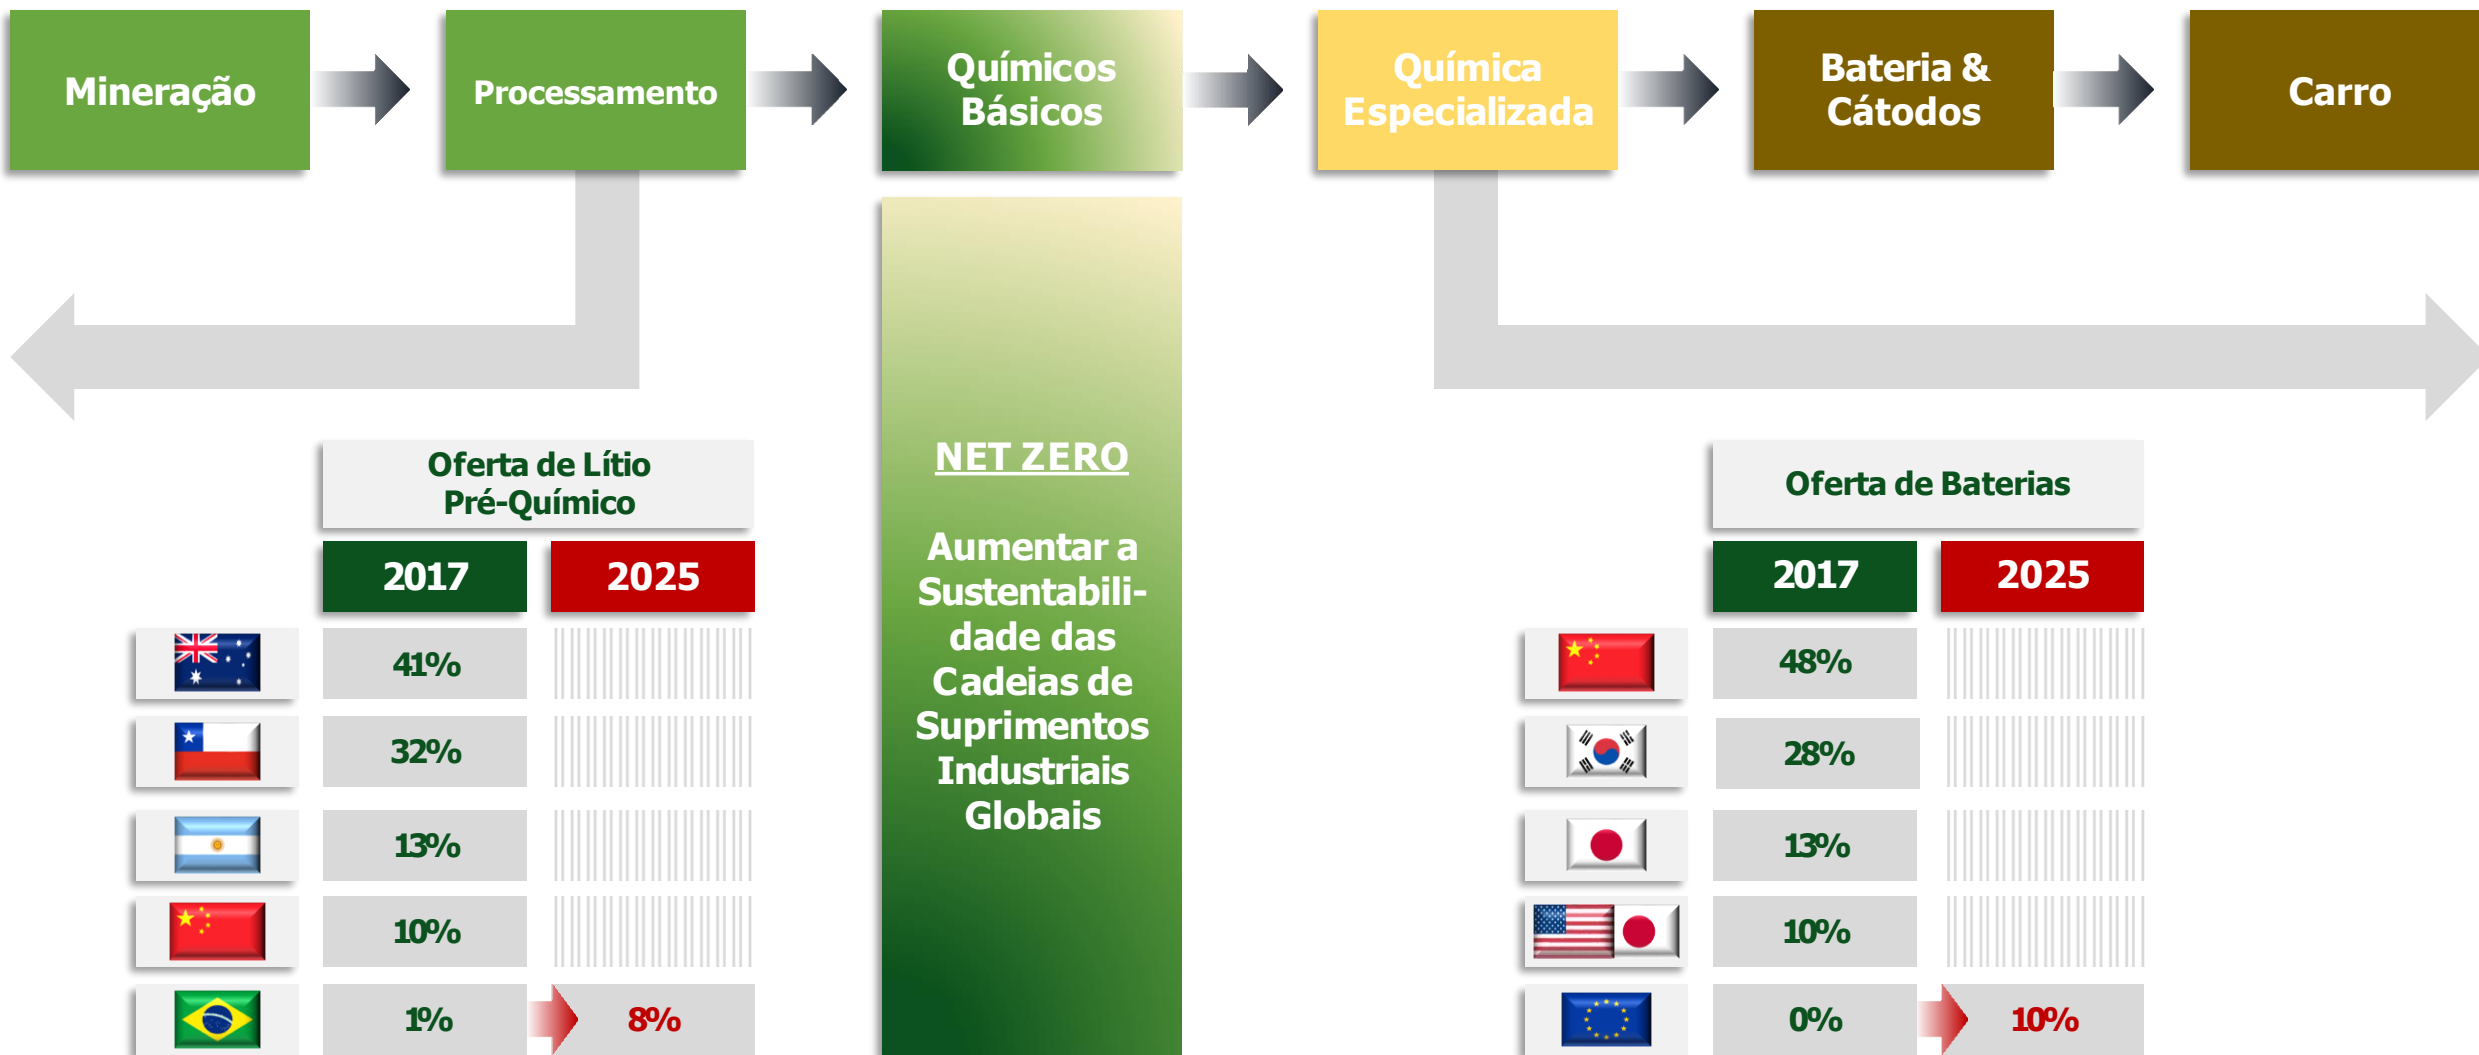 Mineração
Processamento
Químicos
Básicos
Química
Especializada
Bateria &
Cátodos
Carro
Oferta de Lítio
Pré-Químico
2017
2025
41%
32%
13%
10%
1%
8%
NET ZERO
Aumentar a
Sustentabili-
dade das
Cadeias de
Suprimentos
Industriais
Globais
Oferta de Baterias
2017
2025
48%
28%
13%
10%
0%
10%